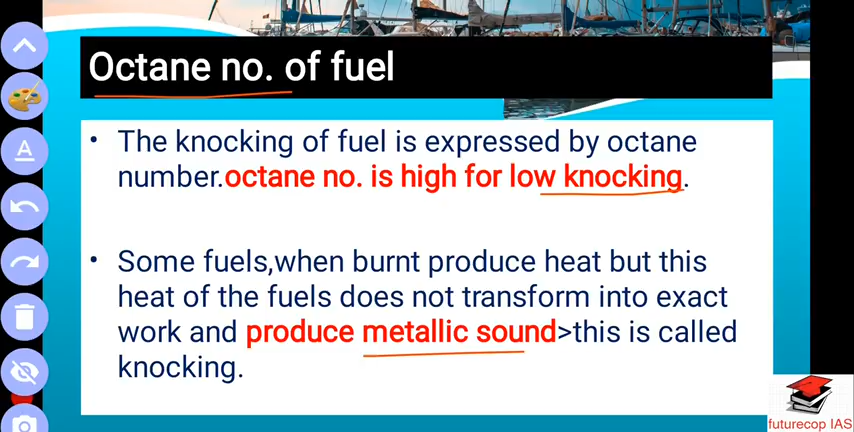 Octane no. of fuel
• The knocking of fuel is expressed by octane
number.octane no. is high for low knocking.
• Some fuels,when burnt produce heat but this
heat of the fuels does not transform into exact
work and produce metallic sound>this is called
knocking.
A
futurecop IAS